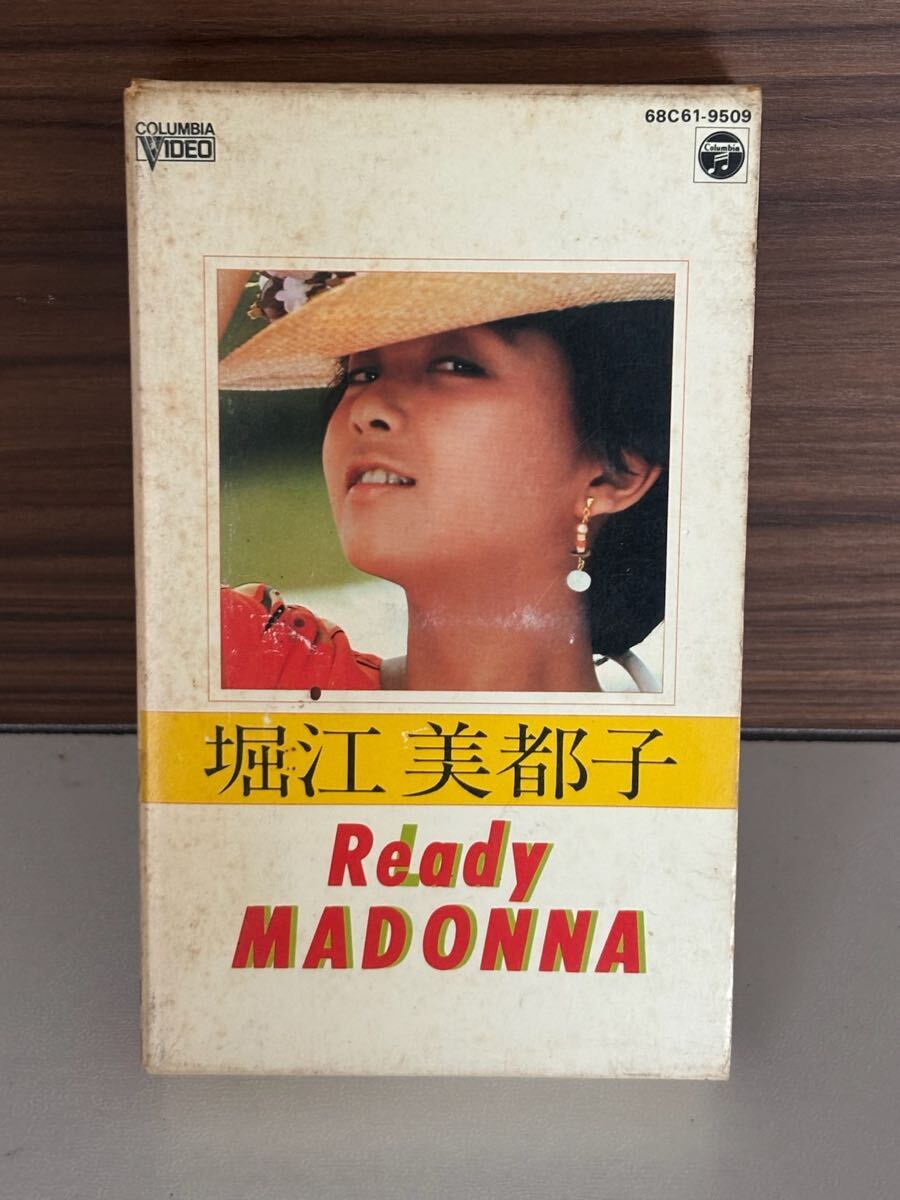 COLUMBIA
VIDEO
68C61-9509
Columbia
堀江美都子
Ready
MADONNA